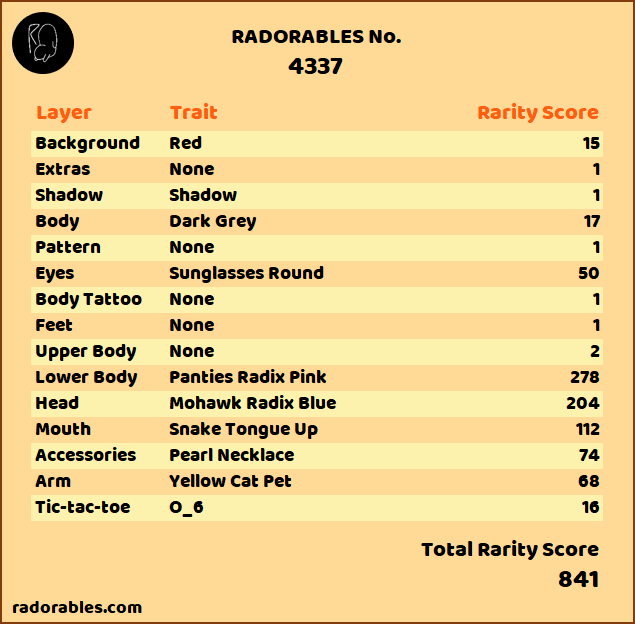 RADORABLES No.
4337
Layer Trait Rarity Score
Background Red 15
Extras None 1
Shadow Shadow 1
Body Dark Grey 17
Pattern None 1
Eyes Sunglasses Round 50
Body Tattoo None 1
Feet None 1
Upper Body None 2
Lower Body Panties Radix Pink 278
Head Mohawk Radix Blue 204
Mouth Snake Tongue Up 112
Accessories Pearl Necklace 74
Arm Yellow Cat Pet 68
Tic-tac-toe O_6 16
Total Rarity Score
841
radorables.com